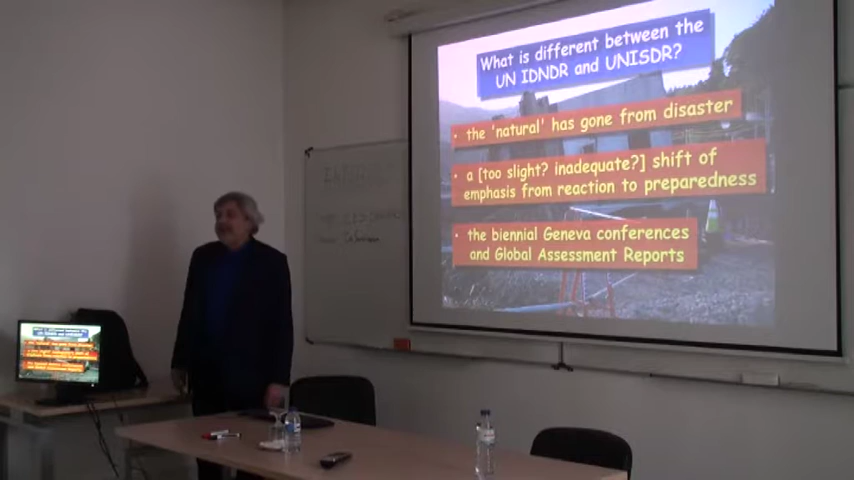 What is different between the
UN IDNDR and UNISDR?
• the 'natural' has gone from disaster
• a [too slight? inadequate?] shift of
emphasis from reaction to preparedness
• the biennial Geneva conferences
and Global Assessment Reports